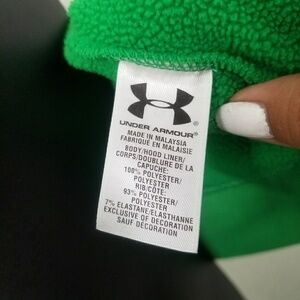 UNDER ARMOUR®
MADE IN MALAYSIA
FABRIQUÉ EN MALAISIE
BODY/HOOD LINER/
CORPS/DOUBLURE DE LA
CAPUCHE:
100% POLYESTER/
POLYESTER
RIB/CÔTE:
93% POLYESTER/
POLYESTER
7% ELASTANE/ELASTHANNE
EXCLUSIVE OF DECORATION
SAUF DÉCORATION